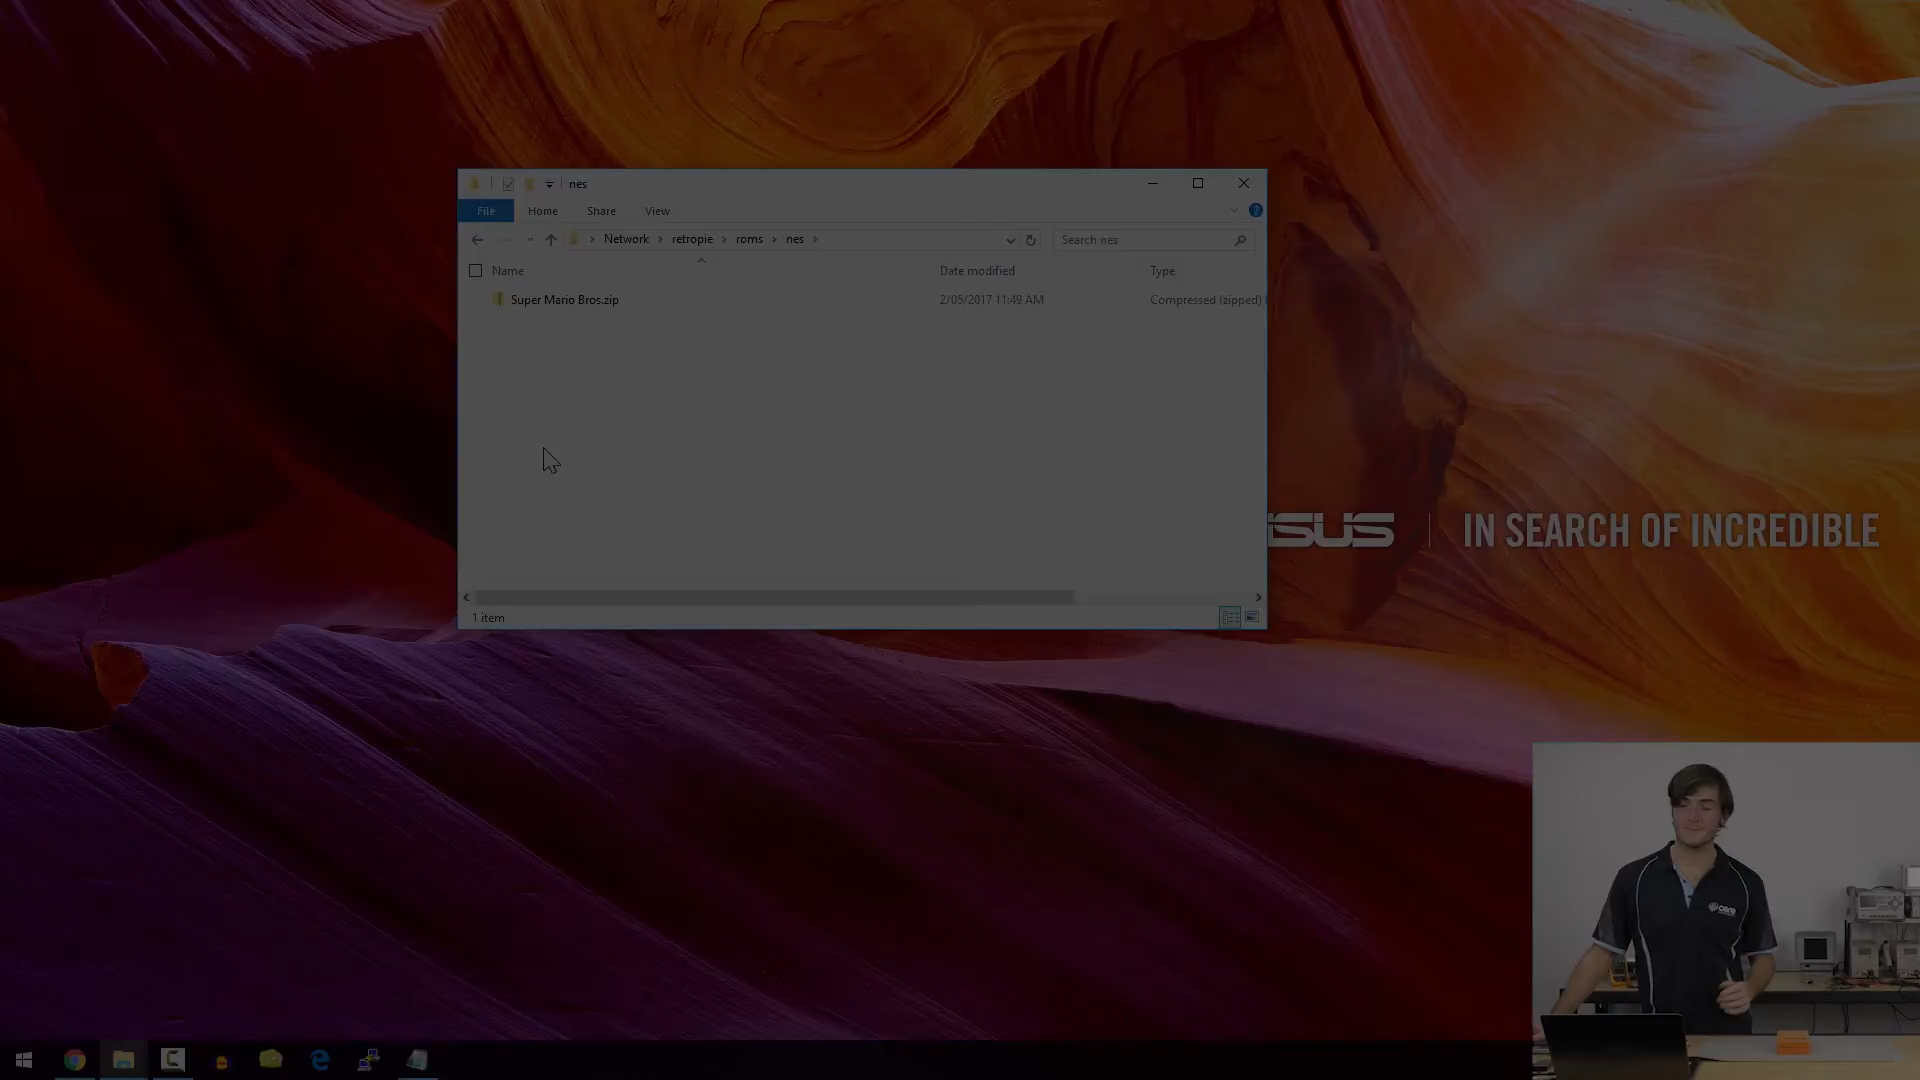 nes
File Home Share View
Network retropie roms nes
Search nes
Name Date modified Type
Super Mario Bros.zip 2/05/2017 11:49 AM Compressed (zipped)
IN SEARCH OF INCREDIBLE
1 item
core